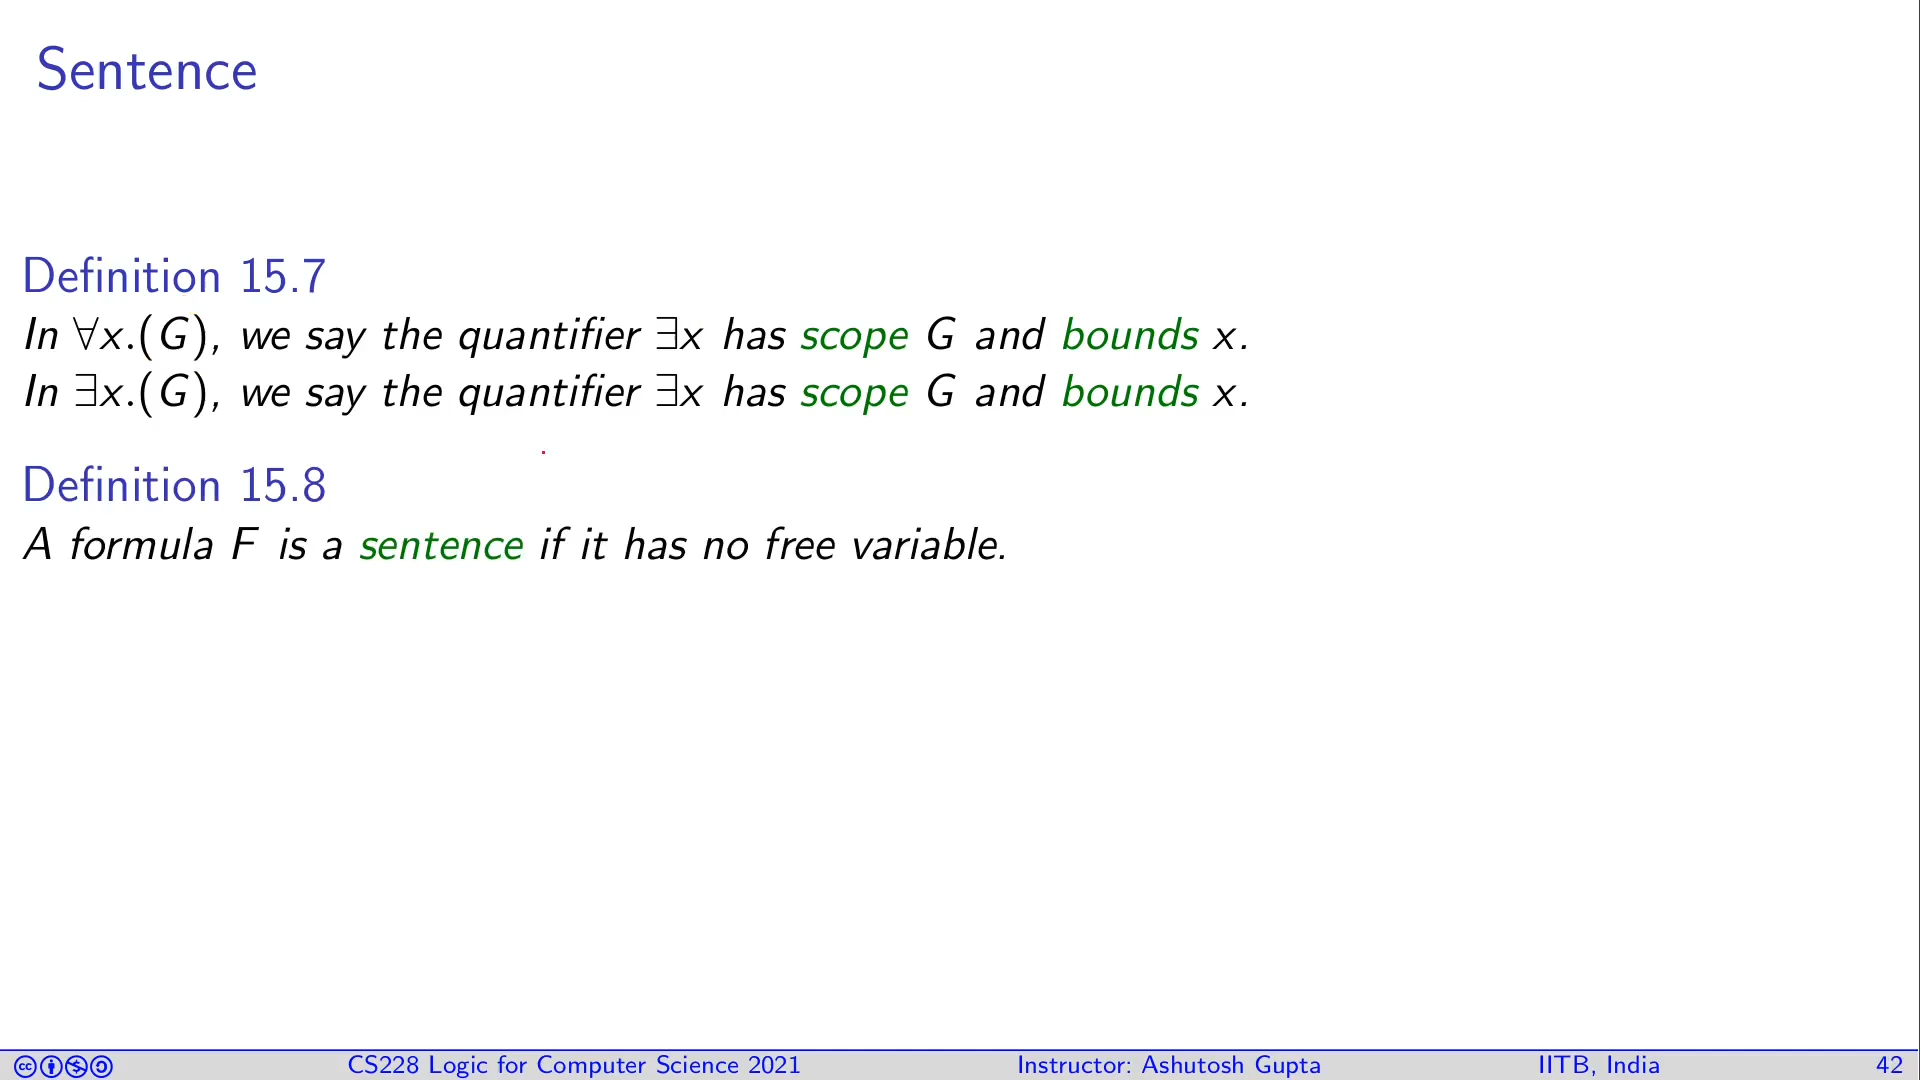 Sentence
Definition 15.7
In ∀x.(G), we say the quantifier ∃x has scope G and bounds x.
In ∃x.(G), we say the quantifier ∃x has scope G and bounds x.
Definition 15.8
A formula F is a sentence if it has no free variable.
CS228 Logic for Computer Science 2021 Instructor: Ashutosh Gupta IITB, India 42